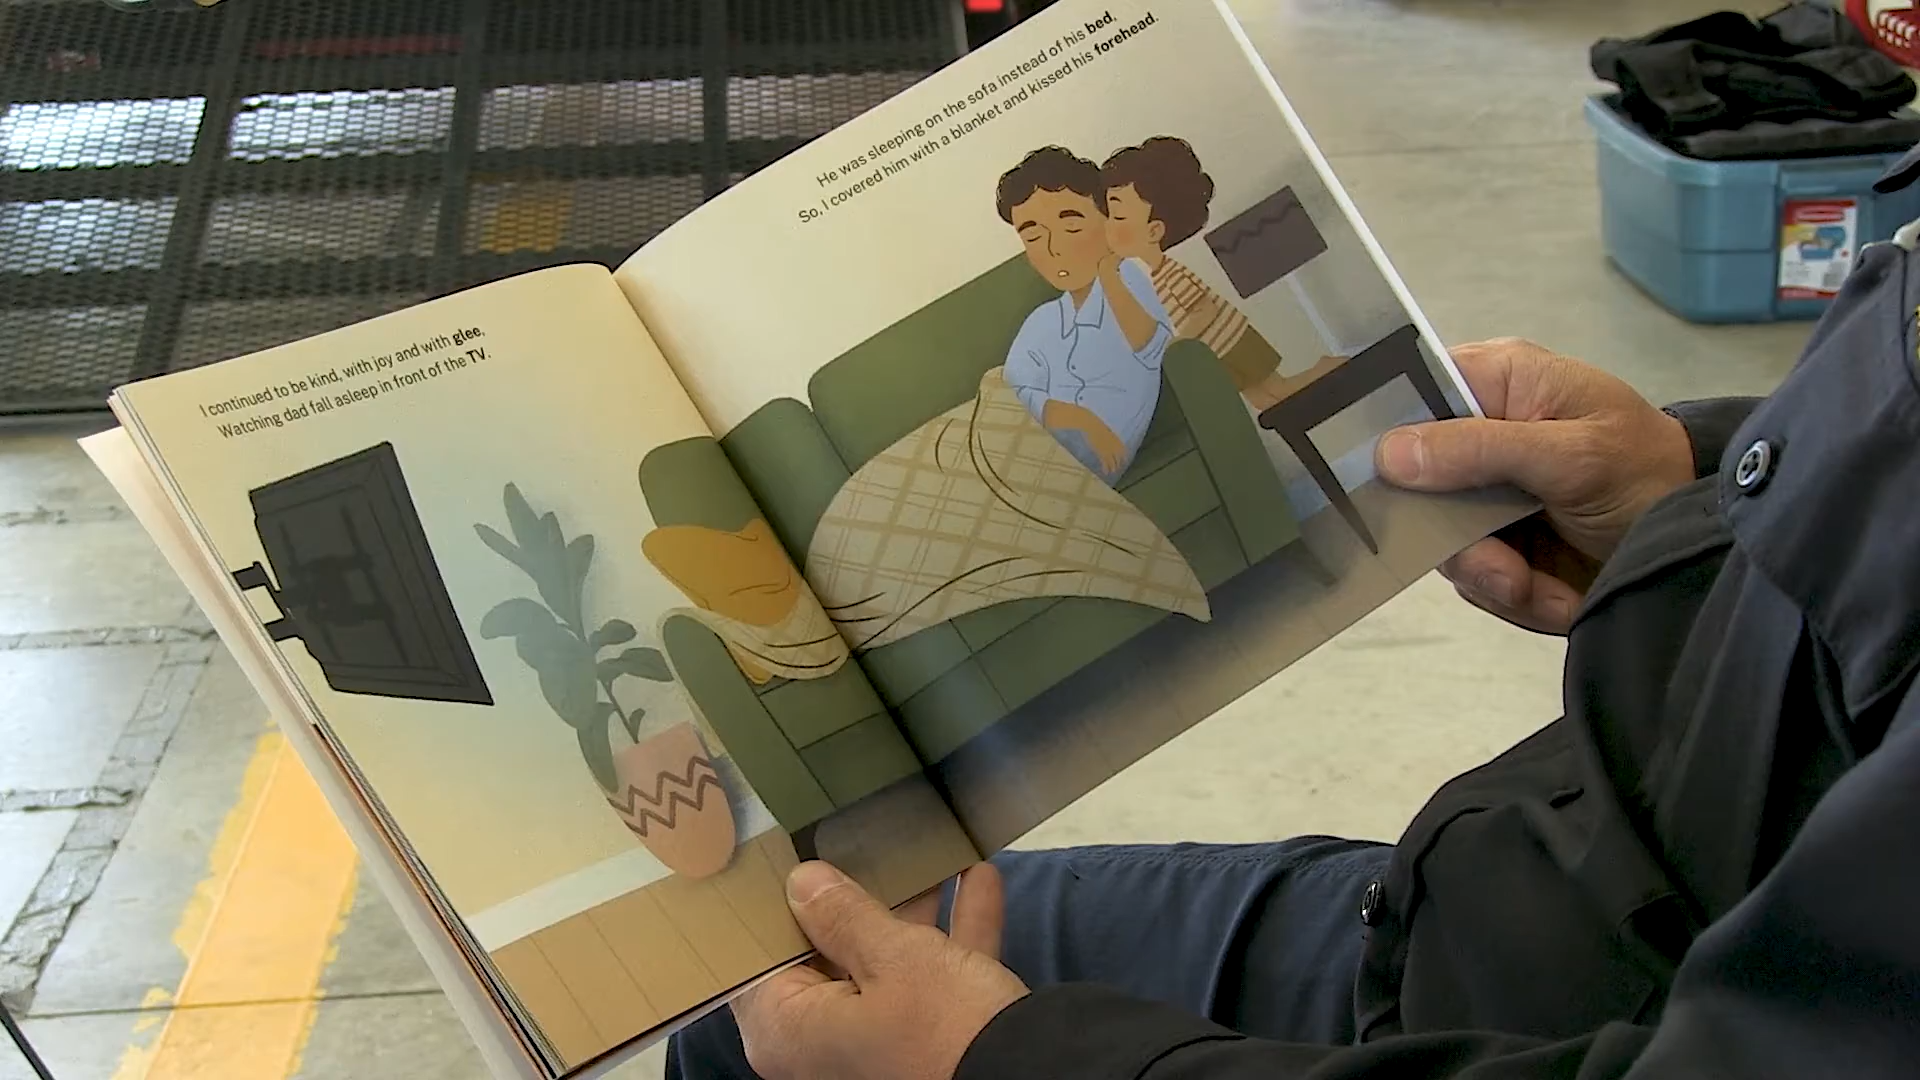 I continued to be kind, with joy and with glee,
Watching dad fall asleep in front of the TV.
He was sleeping on the sofa instead of his bed,
So, I covered him with a blanket and kissed his forehead.